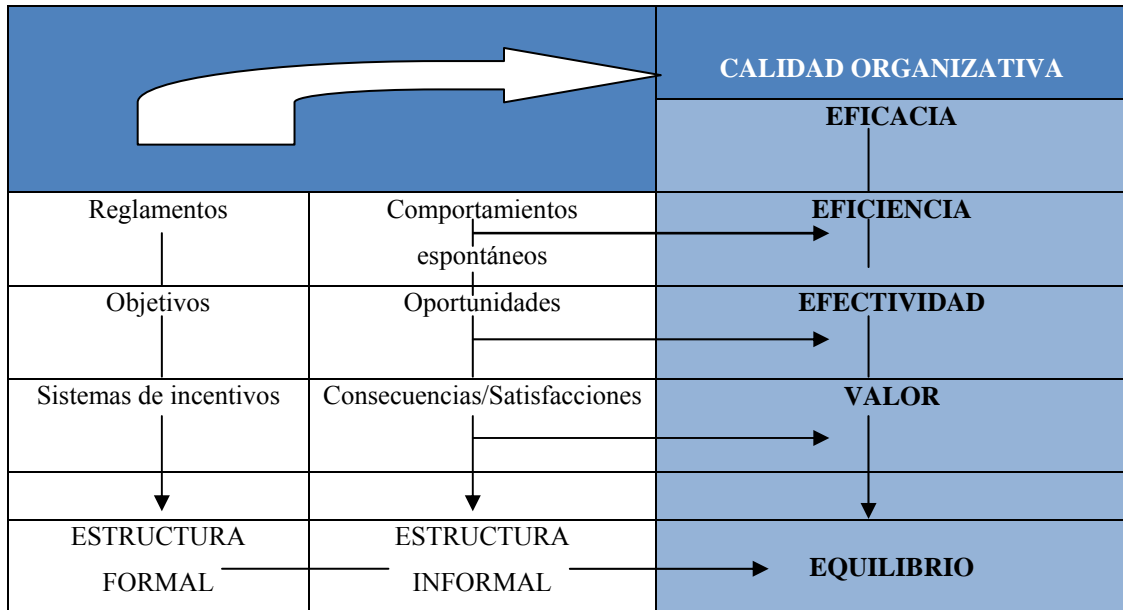 CALIDAD ORGANIZATIVA
EFICACIA
Reglamentos
Comportamientos
espontáneos
EFICIENCIA
Objetivos
Oportunidades
EFECTIVIDAD
Sistemas de incentivos
Consecuencias/Satisfacciones
VALOR
ESTRUCTURA
FORMAL
ESTRUCTURA
INFORMAL
EQUILIBRIO